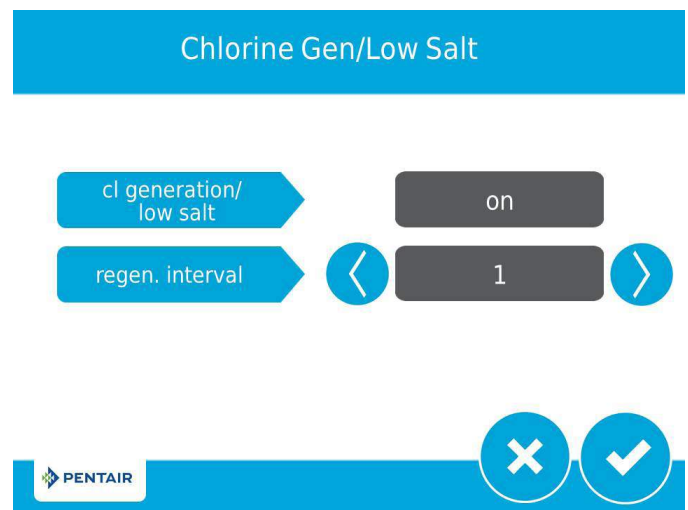 Chlorine Gen/Low Salt
cl generation/
low salt
on
regen. interval
1
PENTAIR